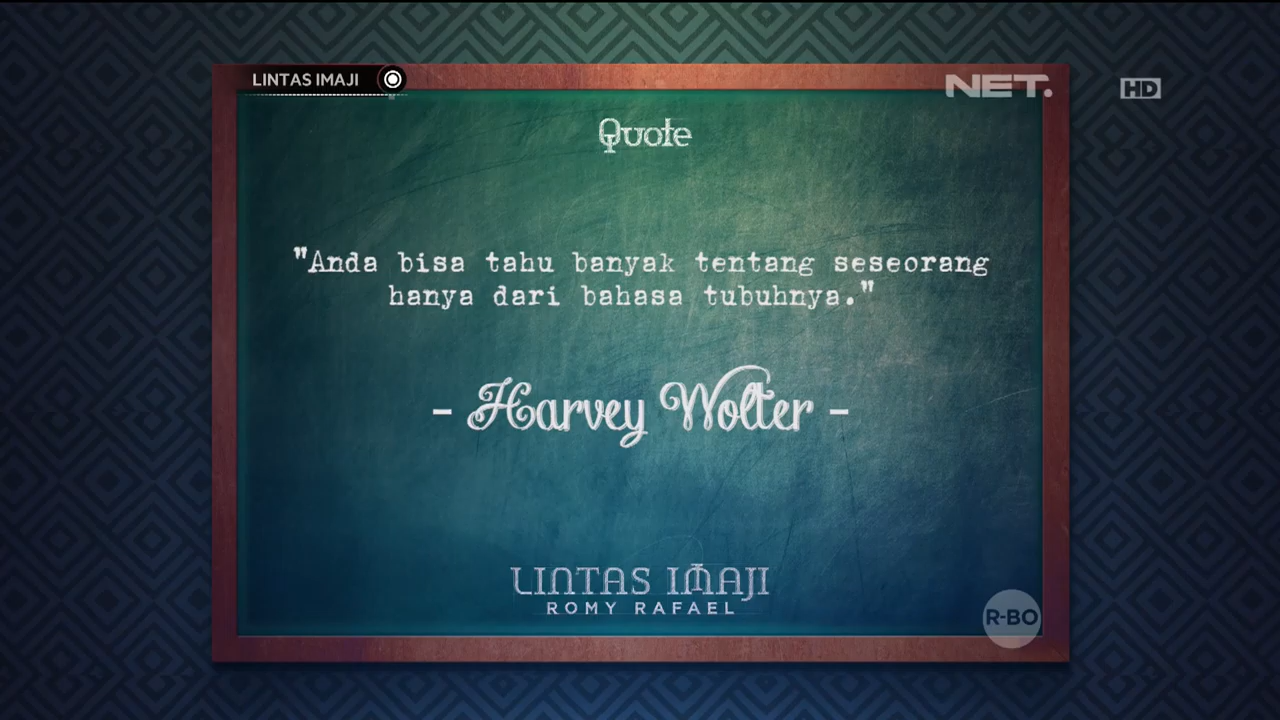 LINTAS IMAJI
NET.
HD
Quote
"Anda bisa tahu banyak tentang seseorang
hanya dari bahasa tubuhnya."
- Harvey Wolter -
LINTAS IMAJI
ROMY RAFAEL
R-BO